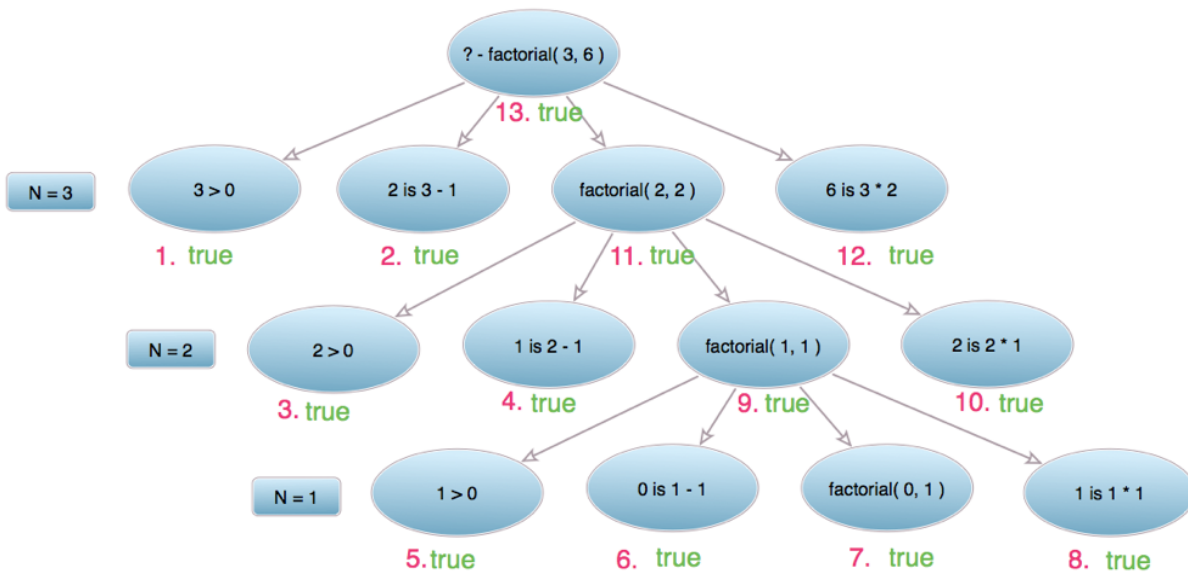 ? - factorial( 3, 6 )
13. true
N = 3
3 > 0
2 is 3 - 1
factorial( 2, 2 )
6 is 3 * 2
1. true
2. true
11. true
12. true
N = 2
2 > 0
1 is 2 - 1
factorial( 1, 1 )
2 is 2 * 1
3. true
4. true
9. true
10. true
N = 1
1 > 0
0 is 1 - 1
factorial( 0, 1 )
1 is 1 * 1
5. true
6. true
7. true
8. true